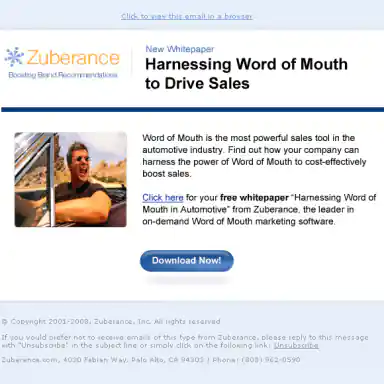 Click to view this email in a browser
Zuberance
Boosting Brand Recommendations
New Whitepaper
Harnessing Word of Mouth
to Drive Sales
Word of Mouth is the most powerful sales tool in the
automotive industry. Find out how your company can
harness the power of Word of Mouth to cost-effectively
boost sales.
Click here for your free whitepaper “Harnessing Word of
Mouth in Automotive” from Zuberance, the leader in
on-demand Word of Mouth marketing software.
Download Now!
© Copyright 2001-2008, Zuberance, Inc. All rights reserved
If you would prefer not to receive emails of this type from Zuberance, please reply to this message
with "Unsubscribe" in the subject line or simply click on the following link: Unsubscribe
Zuberance.com, 4020 Fabian Way, Palo Alto, CA 94303 / Phone: (808) 962-0590